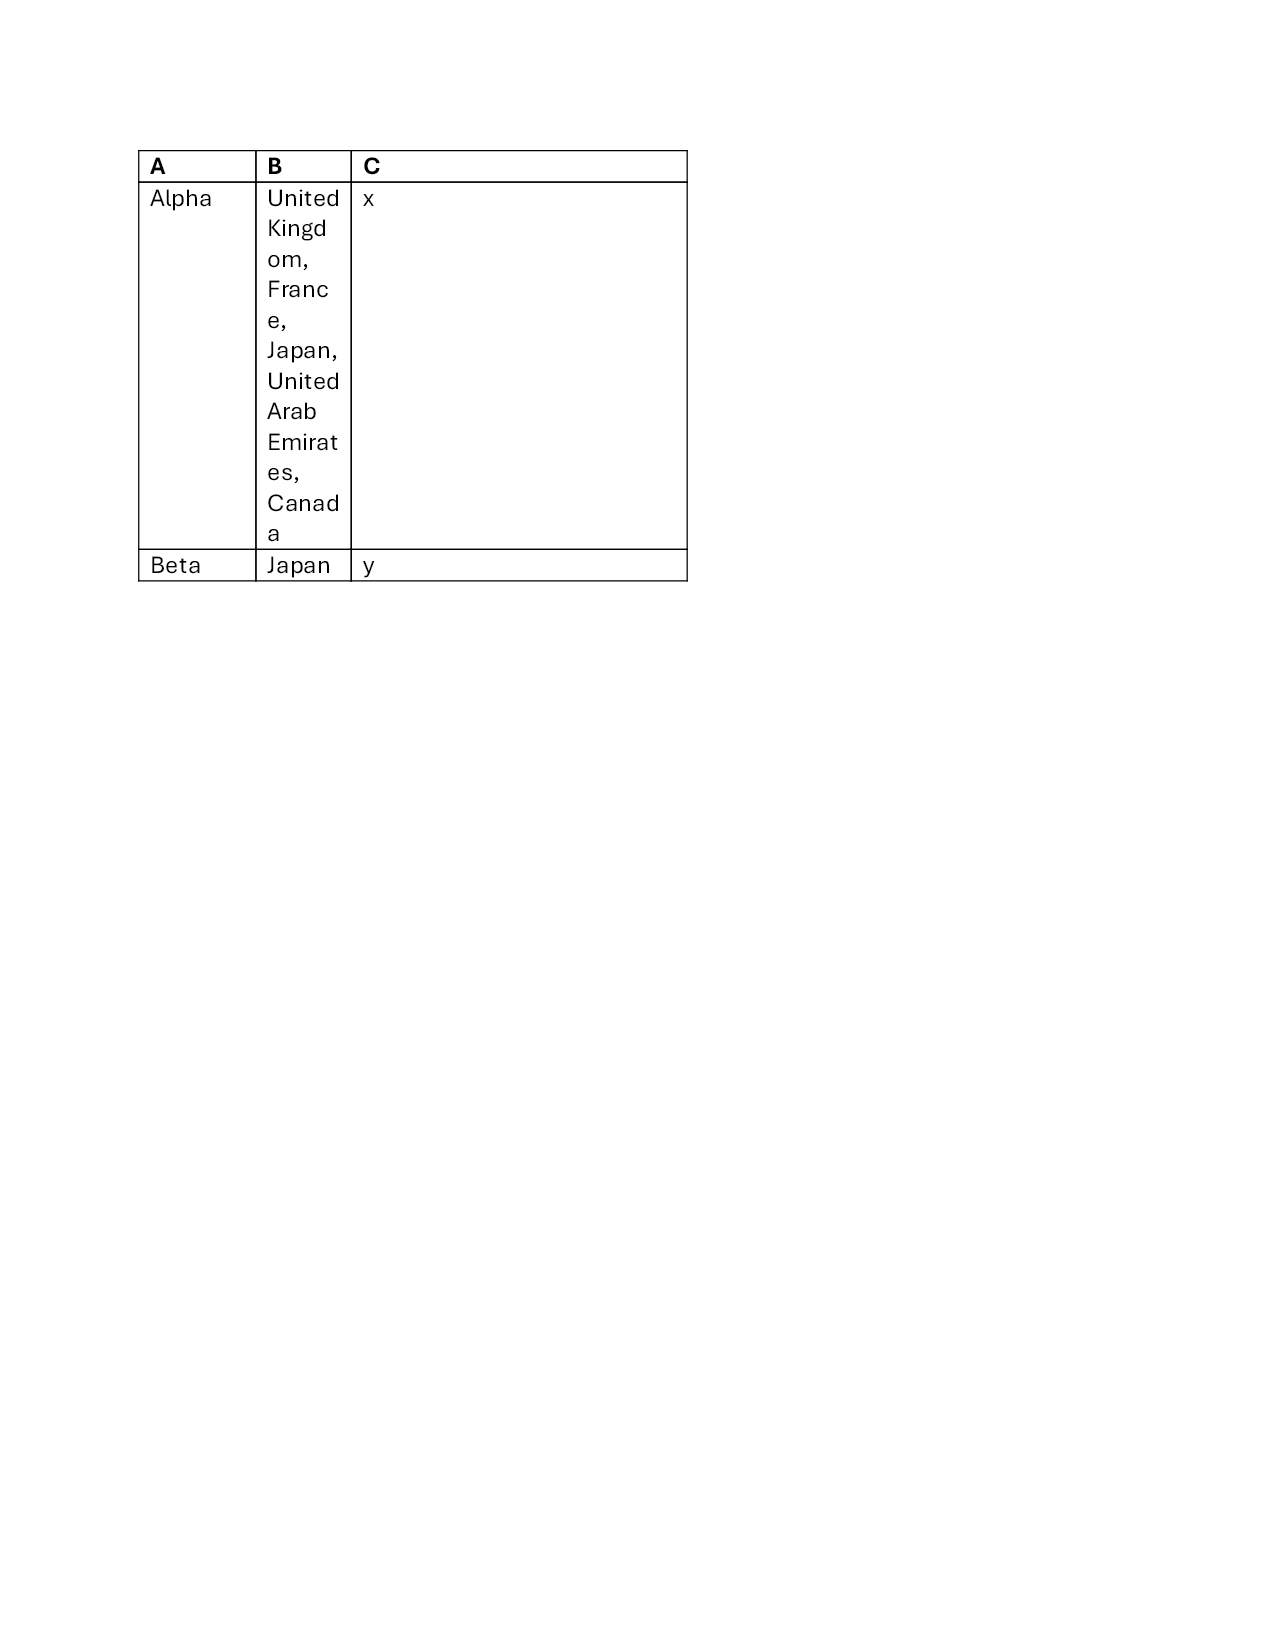 A B C
Alpha United x
Kingd
om,
Franc
e,
Japan,
United
Arab
Emirat
es,
Canad
a
Beta Japan y